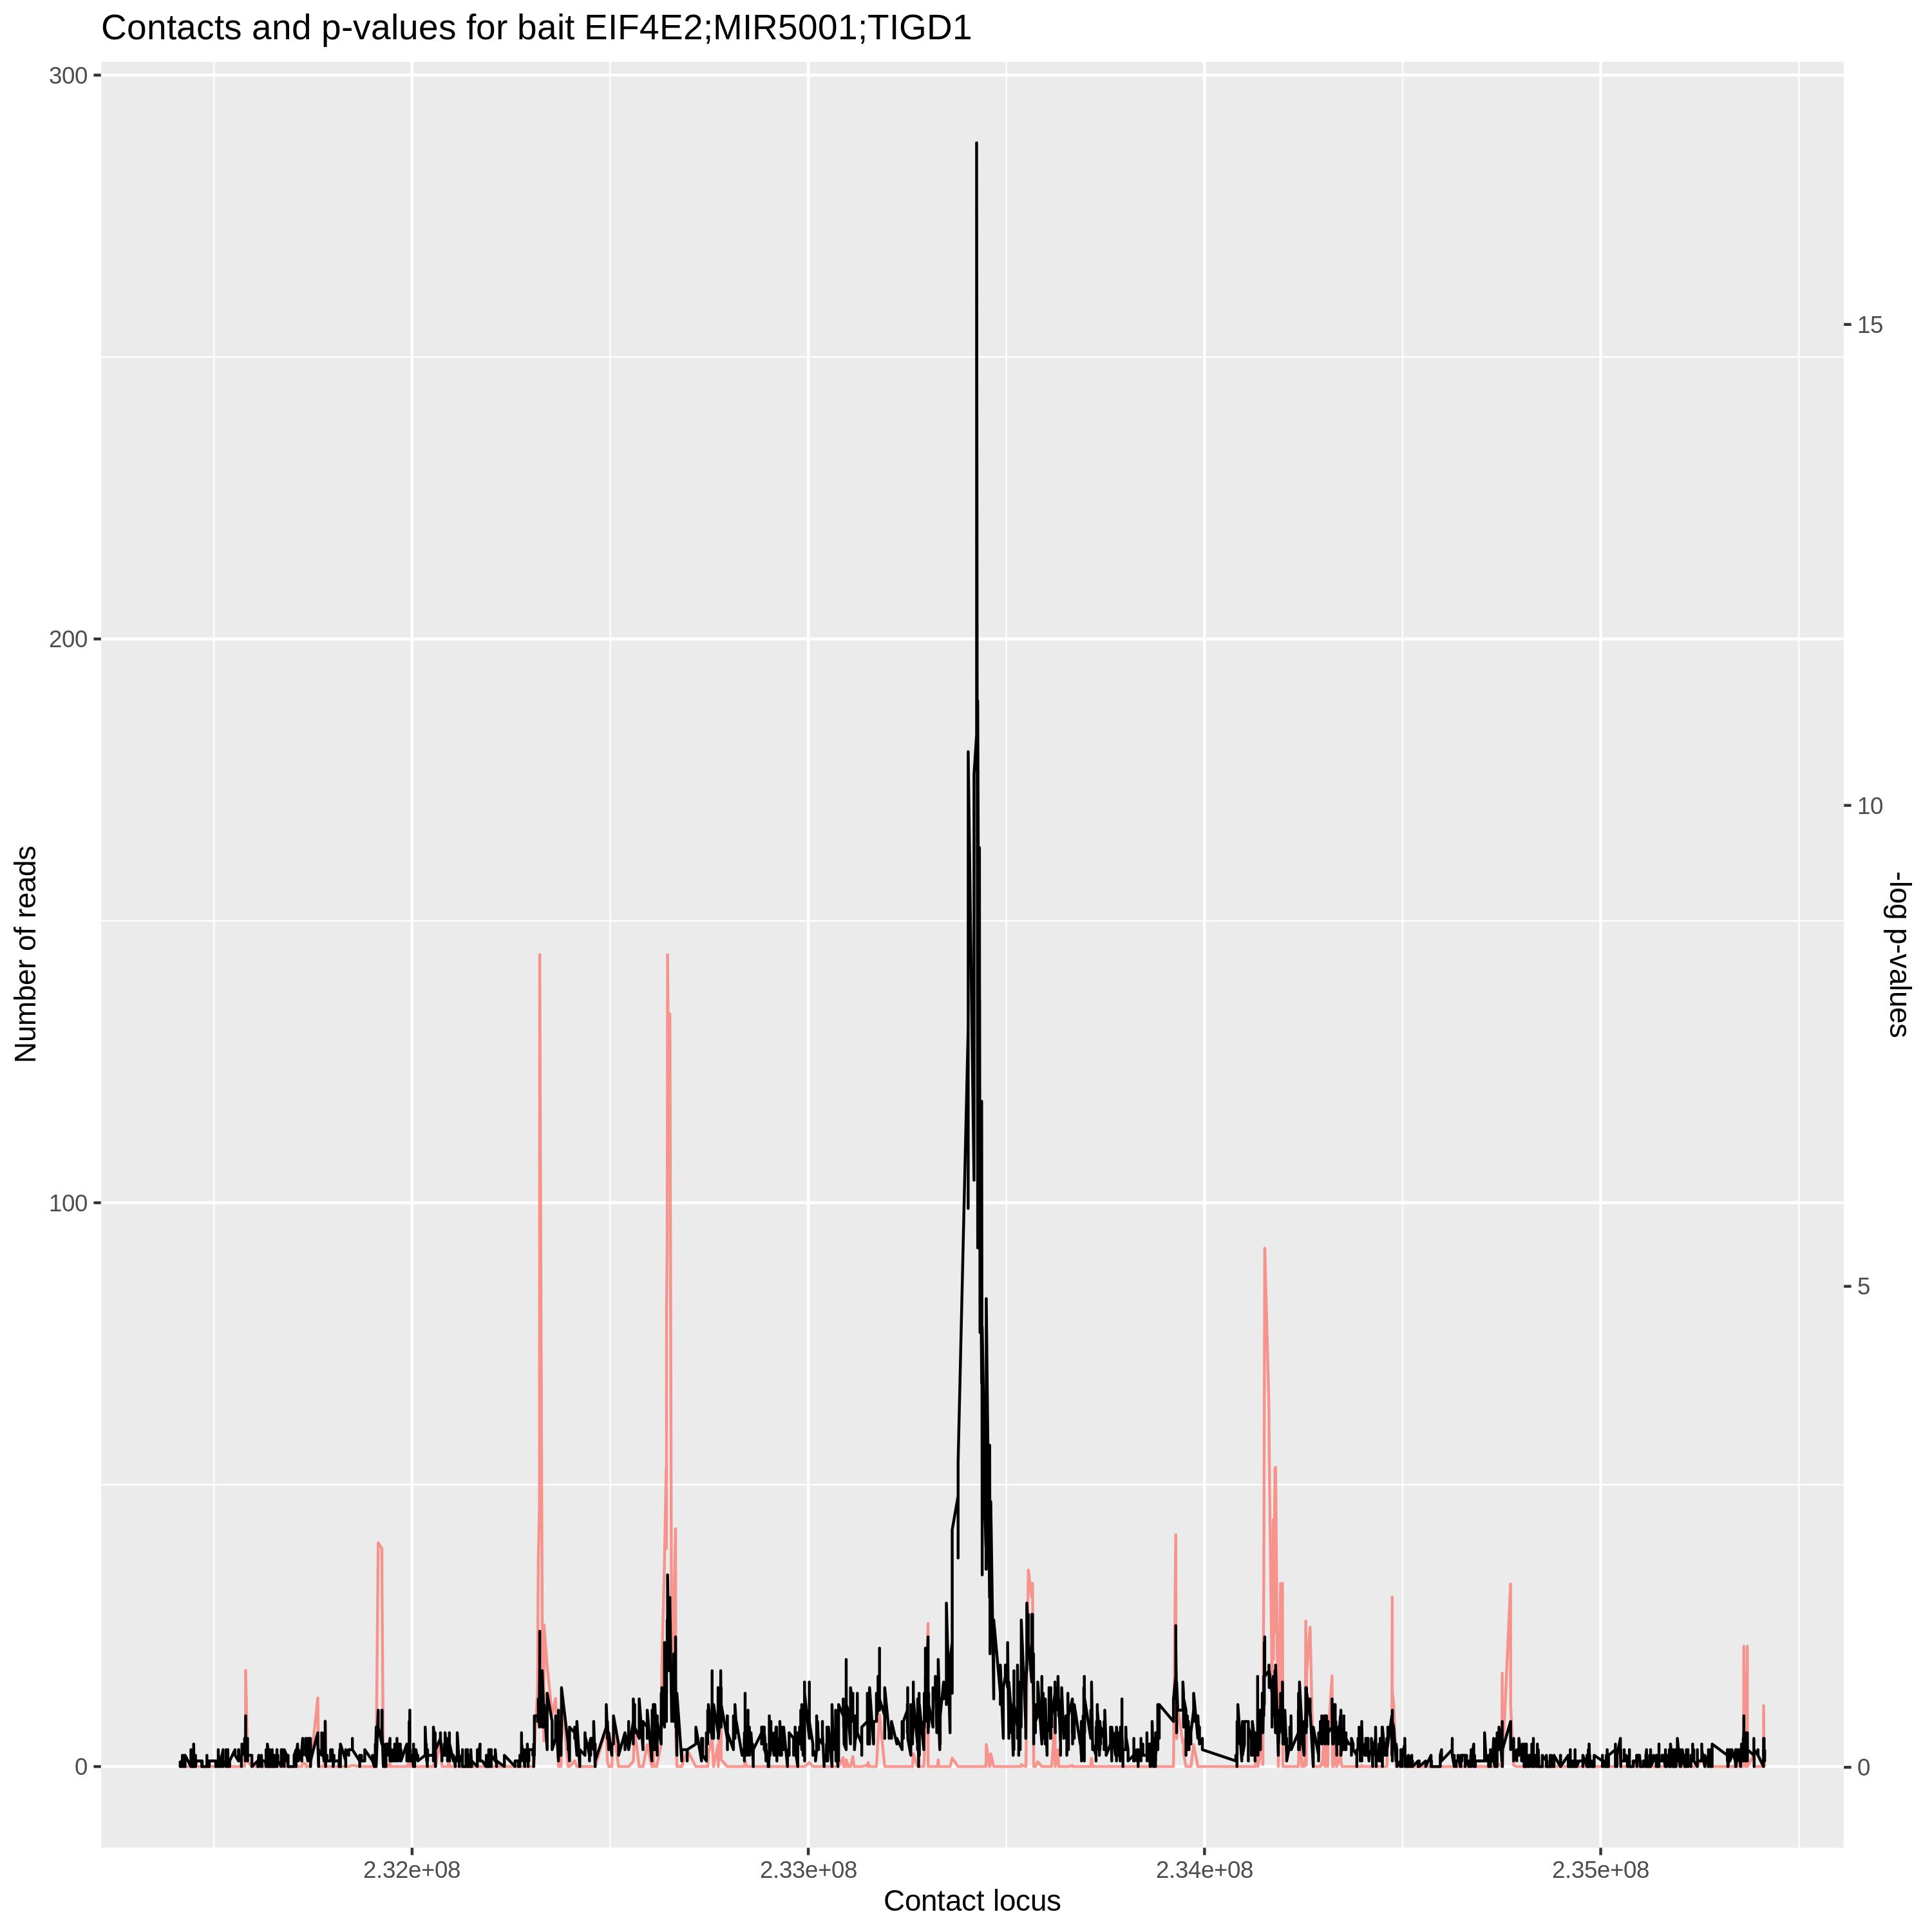 Contacts and p-values for bait EIF4E2;MIR5001;TIGD1
300
200
100
0
Number of reads
15
10
5
0
-log p-values
2.32e+08
2.33e+08
2.34e+08
2.35e+08
Contact locus